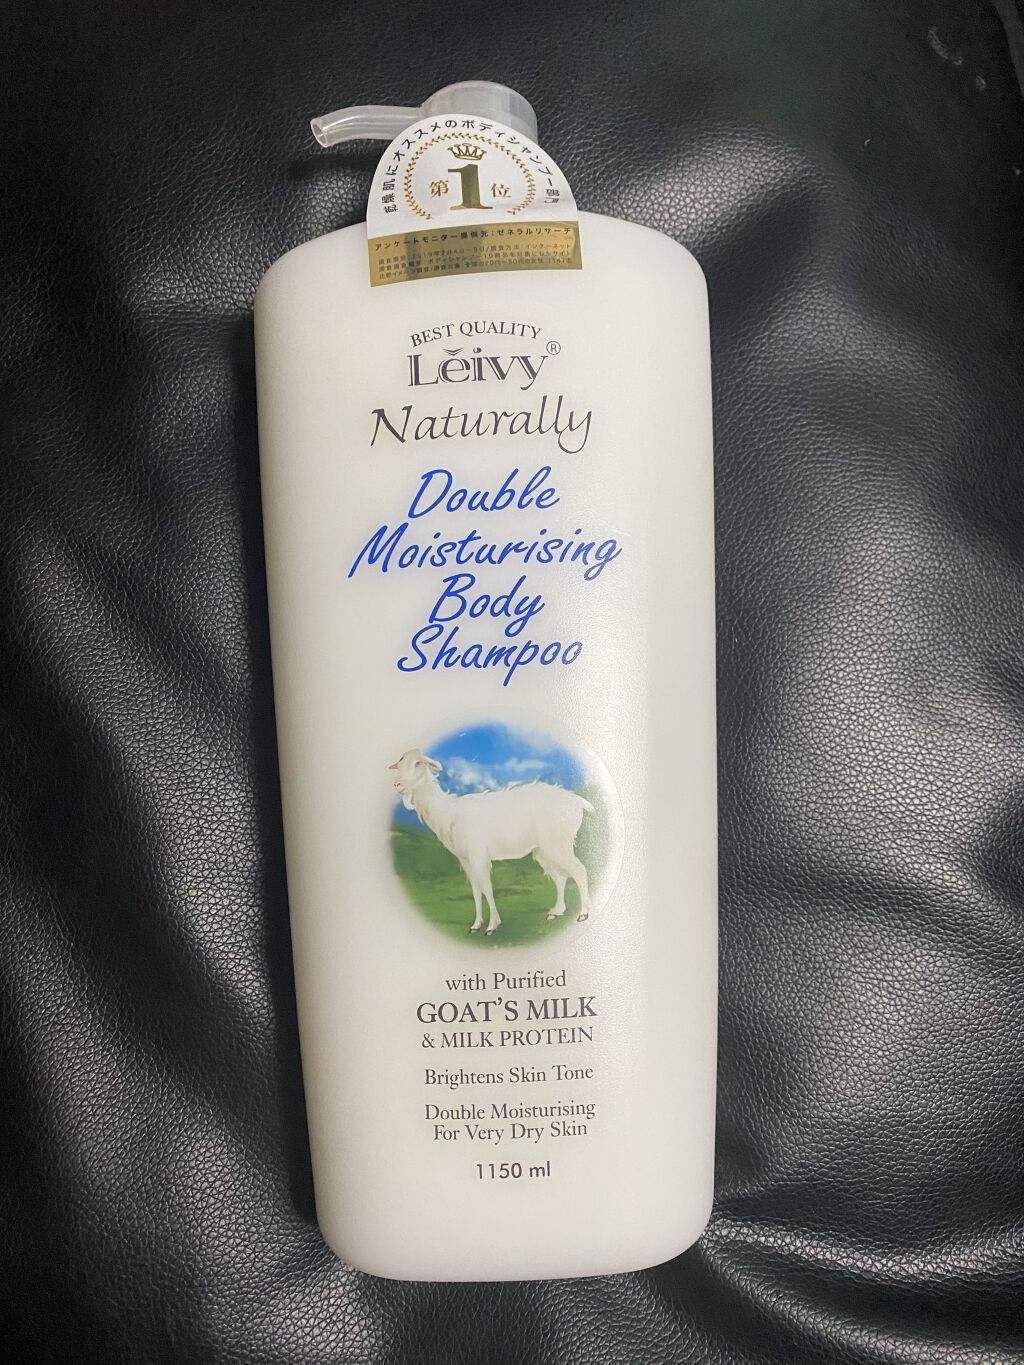 乾燥肌にオススメのボディシャンプー部門
第1位
アンケートモニター提供元:ゼネラルリサーチ
BEST QUALITY
Lěivy®
Naturally
Double
Moisturising
Body
Shampoo
with Purified
GOAT'S MILK
& MILK PROTEIN
Brightens Skin Tone
Double Moisturising
For Very Dry Skin
1150 ml